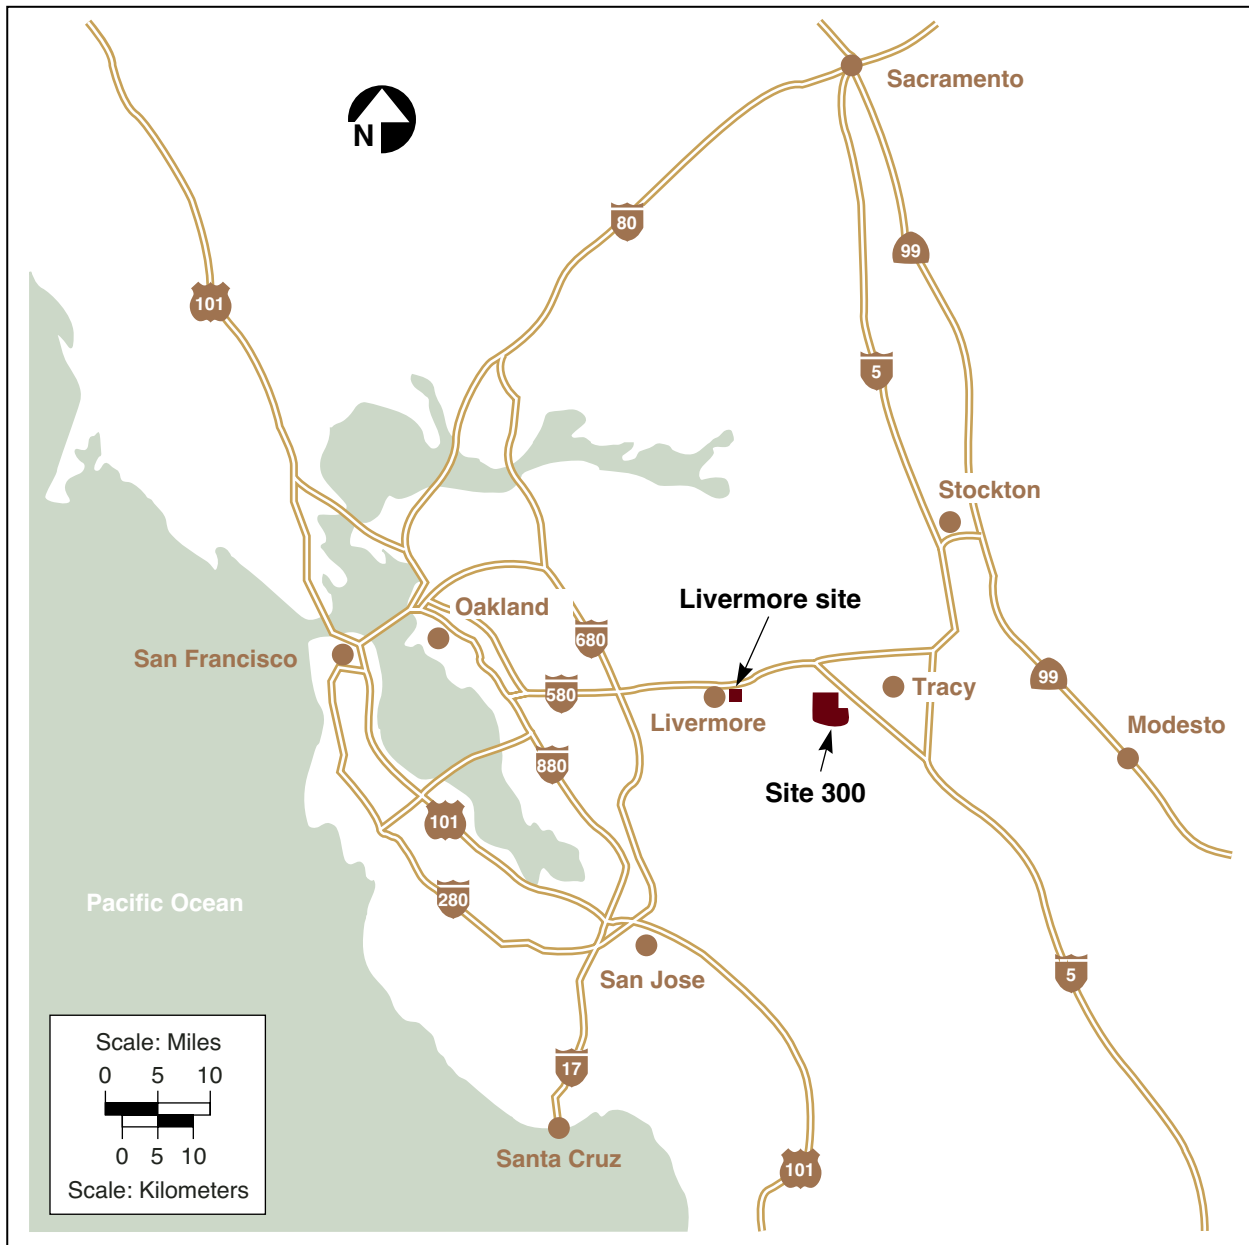 Sacramento
N
80
99
101
5
Stockton
Livermore site
Oakland
680
San Francisco
99
580
Tracy
Livermore
Modesto
880
Site 300
101
280
Pacific Ocean
5
San Jose
Scale: Miles
0 5 10
17
0 5 10
Santa Cruz
101
Scale: Kilometers